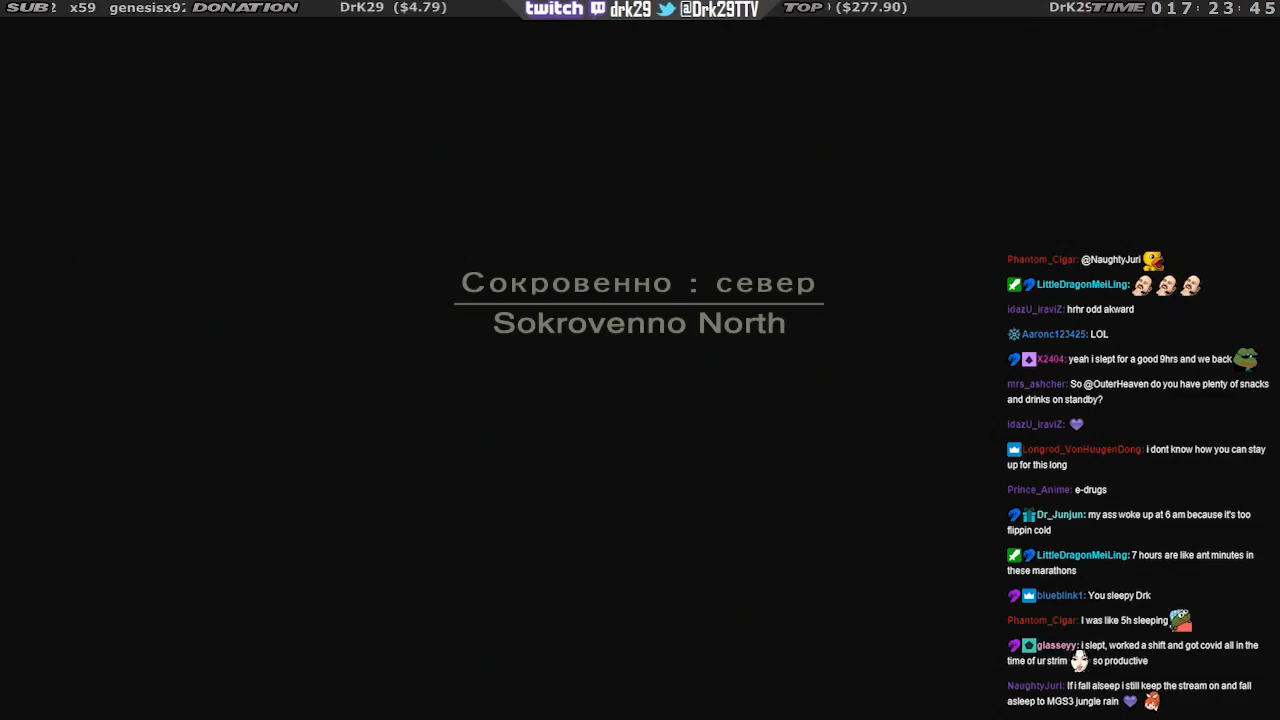 SUB: x59 genesisx92 DONATION DrK29 ($4.79) twitch drk29 @Drk29TTV TOP ($277.90) DrK29 TIME 017:23:45
Сокровенно : север
Sokrovenno North
Phantom_Cigar: @NaughtyJuri
LittleDragonMeiLing:
idazU_iraviZ: hrhr odd akward
Aaronc123425: LOL
X2404: yeah i slept for a good 9hrs and we back
mrs_ashcher: So @OuterHeaven do you have plenty of snacks
and drinks on standby?
idazU_iraviZ:
Longrod_VonHuugenDong: i dont know how you can stay
up for this long
Prince_Anime: e-drugs
Dr_Junjun: my ass woke up at 6 am because it's too
flippin cold
LittleDragonMeiLing: 7 hours are like ant minutes in
these marathons
blueblink1: You sleepy Drk
Phantom_Cigar: I was like 5h sleeping
glasseyy: i slept, worked a shift and got covid all in the
time of ur strim so productive
NaughtyJuri: If i fall alseep i still keep the stream on and fall
asleep to MGS3 jungle rain